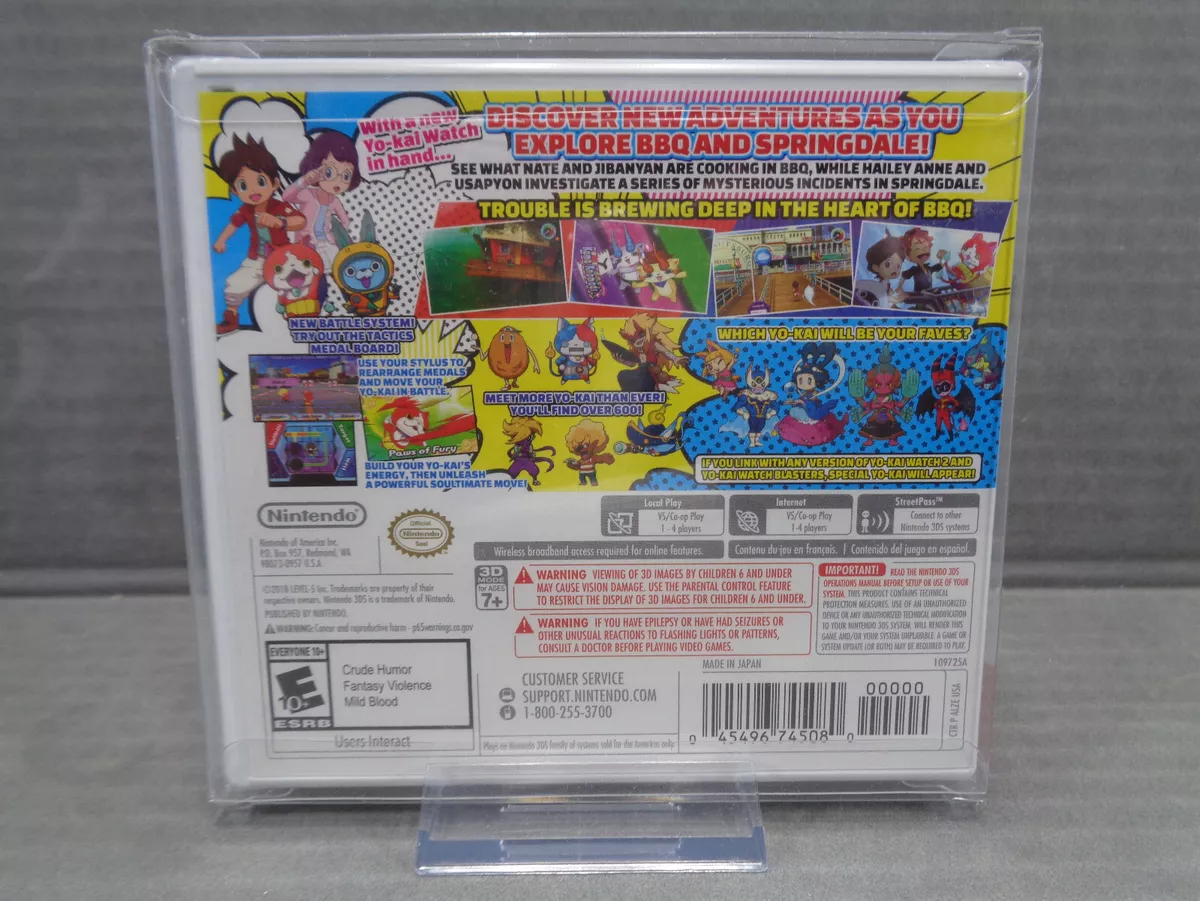 With a new
Yo-kai Watch
in hand...
DISCOVER NEW ADVENTURES AS YOU
EXPLORE BBQ AND SPRINGDALE!
SEE WHAT NATE AND JIBANYAN ARE COOKING IN BBQ, WHILE HAILEY ANNE AND
USAPYON INVESTIGATE A SERIES OF MYSTERIOUS INCIDENTS IN SPRINGDALE.
TROUBLE IS BREWING DEEP IN THE HEART OF BBQ!
NEW BATTLE SYSTEM!
TRY OUT THE TACTICS
MEDAL BOARD!
USE YOUR STYLUS TO
REARRANGE MEDALS
AND MOVE YOUR
YO-KAI IN BATTLE.
Paws of Fury
BUILD YOUR YO-KAI'S
ENERGY, THEN UNLEASH
A POWERFUL SOULTIMATE MOVE!
MEET MORE YO-KAI THAN EVER!
YOU'LL FIND OVER 600!
WHICH YO-KAI WILL BE YOUR FAVES?
IF YOU LINK WITH ANY VERSION OF YO-KAI WATCH 2 AND
YO-KAI WATCH BLASTERS, SPECIAL YO-KAI WILL APPEAR!
Nintendo
Official
Nintendo
Seal
Local Play
VS/Co-op Play
1 - 4 players
Internet
VS/Co-op Play
1-4 players
StreetPass™
Connect to other
Nintendo 3DS systems
Nintendo of America Inc.
P.O. Box 957, Redmond, WA
98073-0957 U.S.A.
Wireless broadband access required for online features.
Contenu du jeu en français. | Contenido del juego en español.
©2018 LEVEL-5 Inc. Trademarks are property of their
respective owners. Nintendo 3DS is a trademark of Nintendo.
PUBLISHED BY NINTENDO.
WARNING: Cancer and reproductive harm - p65warnings.ca.gov
3D
MODE
for AGES
7+
WARNING VIEWING OF 3D IMAGES BY CHILDREN 6 AND UNDER
MAY CAUSE VISION DAMAGE. USE THE PARENTAL CONTROL FEATURE
TO RESTRICT THE DISPLAY OF 3D IMAGES FOR CHILDREN 6 AND UNDER.
WARNING IF YOU HAVE EPILEPSY OR HAVE HAD SEIZURES OR
OTHER UNUSUAL REACTIONS TO FLASHING LIGHTS OR PATTERNS,
CONSULT A DOCTOR BEFORE PLAYING VIDEO GAMES.
IMPORTANT! READ THE NINTENDO 3DS
OPERATIONS MANUAL BEFORE SETUP OR USE OF YOUR
SYSTEM. THIS PRODUCT CONTAINS TECHNICAL
PROTECTION MEASURES. USE OF AN UNAUTHORIZED
DEVICE OR ANY UNAUTHORIZED TECHNICAL MODIFICATION
TO YOUR NINTENDO 3DS SYSTEM, WILL RENDER THIS
GAME AND/OR YOUR SYSTEM UNPLAYABLE. A GAME OR
SYSTEM UPDATE (OR BOTH) MAY BE REQUIRED TO PLAY.
MADE IN JAPAN
109725A
EVERYONE 10+
E
10+
ESRB
Crude Humor
Fantasy Violence
Mild Blood
Users Interact
CUSTOMER SERVICE
SUPPORT.NINTENDO.COM
1-800-255-3700
Plays on Nintendo 3DS family of systems sold for the Americas only.
0 45496 74508 0
00000
CTR P ALZE USA